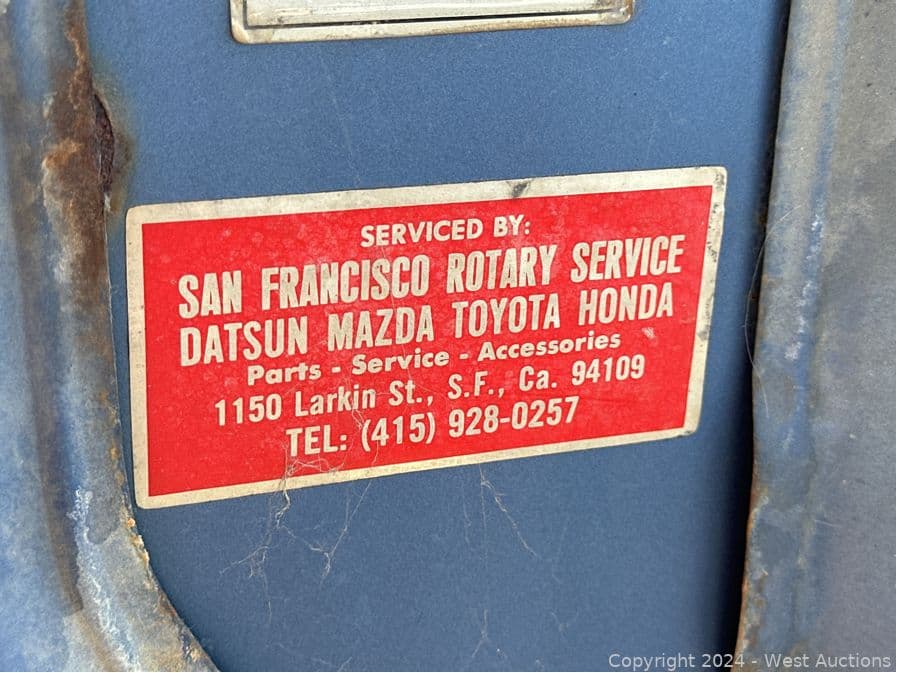 SERVICED BY:
SAN FRANCISCO ROTARY SERVICE
DATSUN MAZDA TOYOTA HONDA
Parts - Service - Accessories
1150 Larkin St., S.F., Ca. 94109
TEL: (415) 928-0257
Copyright 2024 - West Auctions